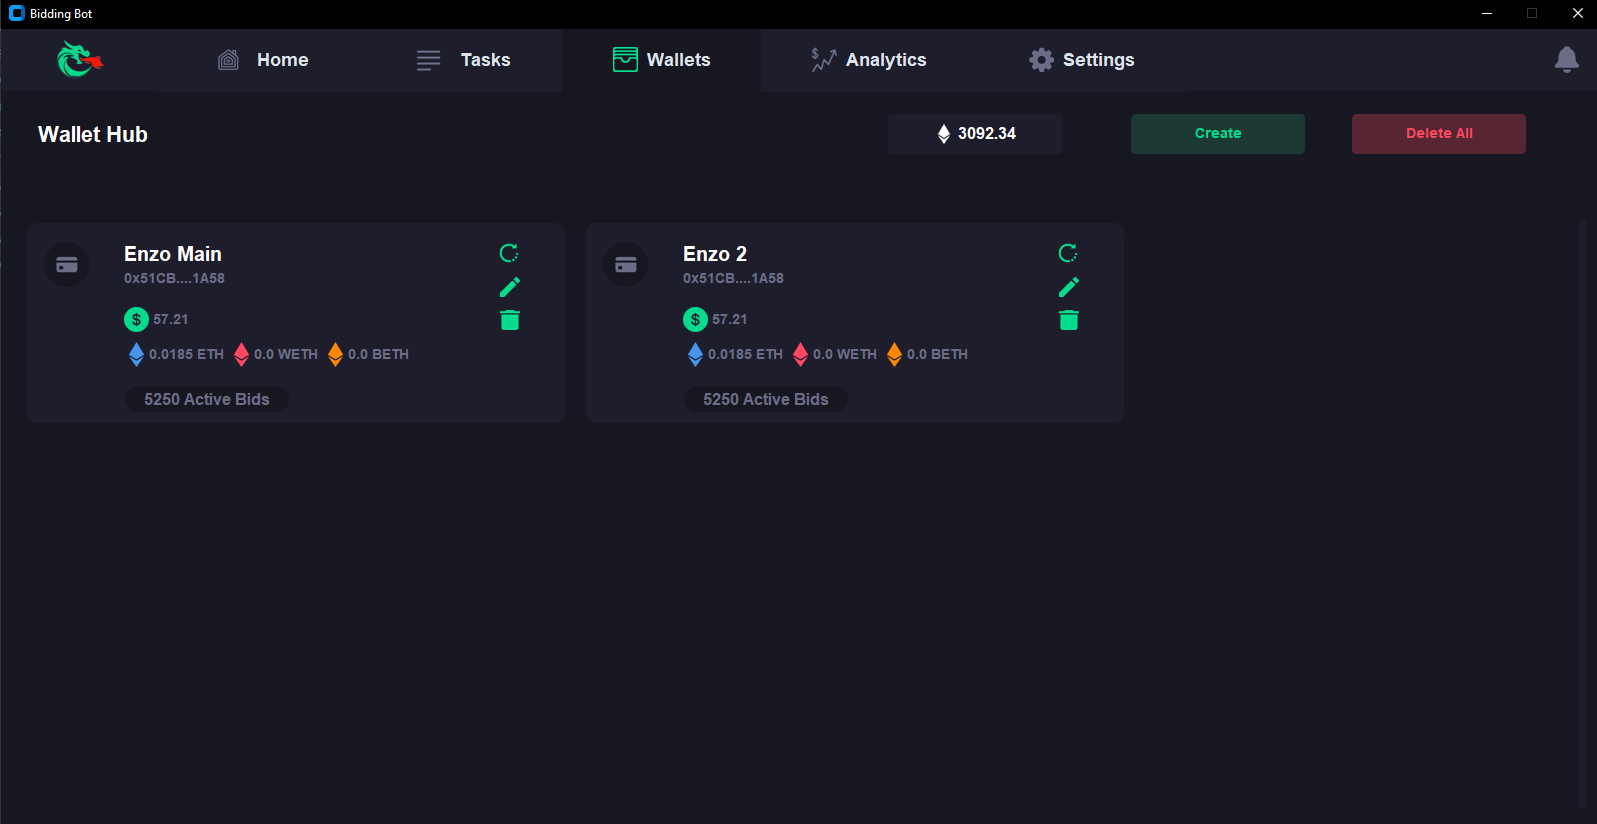 Bidding Bot
Home
Tasks
Wallets
Analytics
Settings
Wallet Hub
3092.34
Create
Delete All
Enzo Main
0x51CB....1A58
$ 57.21
0.0185 ETH 0.0 WETH 0.0 BETH
5250 Active Bids
Enzo 2
0x51CB....1A58
$ 57.21
0.0185 ETH 0.0 WETH 0.0 BETH
5250 Active Bids